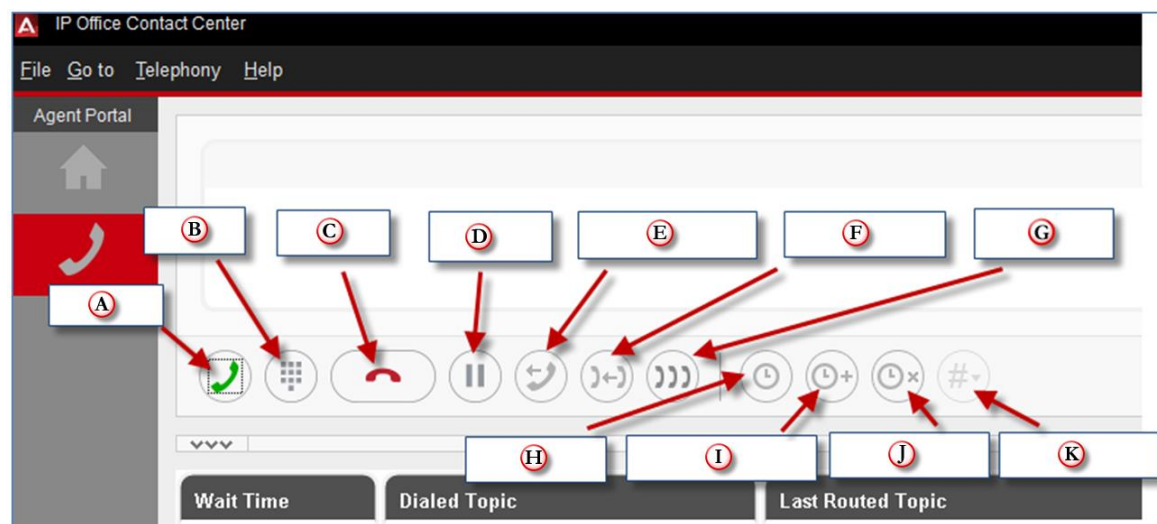 IP Office Contact Center
File Go to Telephony Help
Agent Portal
B
C
D
E
F
G
A
#
H
I
J
K
Wait Time
Dialed Topic
Last Routed Topic